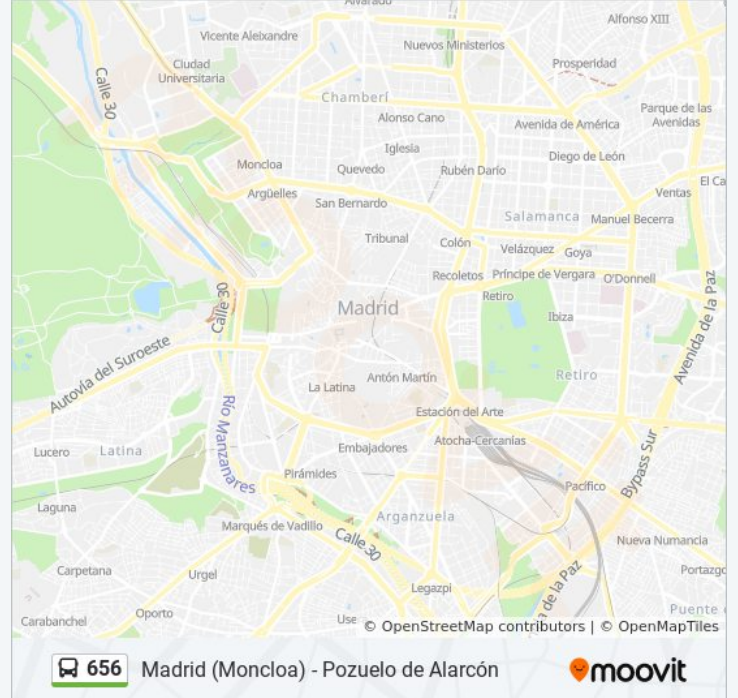 Alvarado
Alfonso XIII
Vicente Aleixandre
Nuevos Ministerios
Ciudad
Universitaria
Prosperidad
Calle 30
Chamberí
Parque de las
Avenidas
Alonso Cano
Avenida de América
Iglesia
Diego de León
Moncloa
Quevedo
Rubén Darío
El Ca
Argüelles
Ventas
San Bernardo
Salamanca
Manuel Becerra
Tribunal
Colón
Velázquez
Goya
Recoletos
Príncipe de Vergara
O'Donnell
Retiro
Calle 30
Madrid
Ibiza
Avenida de la Paz
Autovía del Suroeste
La Latina
Antón Martín
Retiro
Estación del Arte
Río Manzanares
Atocha-Cercanías
Lucero
Latina
Embajadores
Bypass Sur
Pirámides
Pacífico
Laguna
Marqués de Vadillo
Arganzuela
Calle 30
Nueva Numancia
Carpetana
Urgel
Portazgo
Legazpi
a de la Paz
Carabanchel
Oporto
Use
Puente
© OpenStreetMap contributors | © OpenMapTiles
656 Madrid (Moncloa) - Pozuelo de Alarcón
moovit